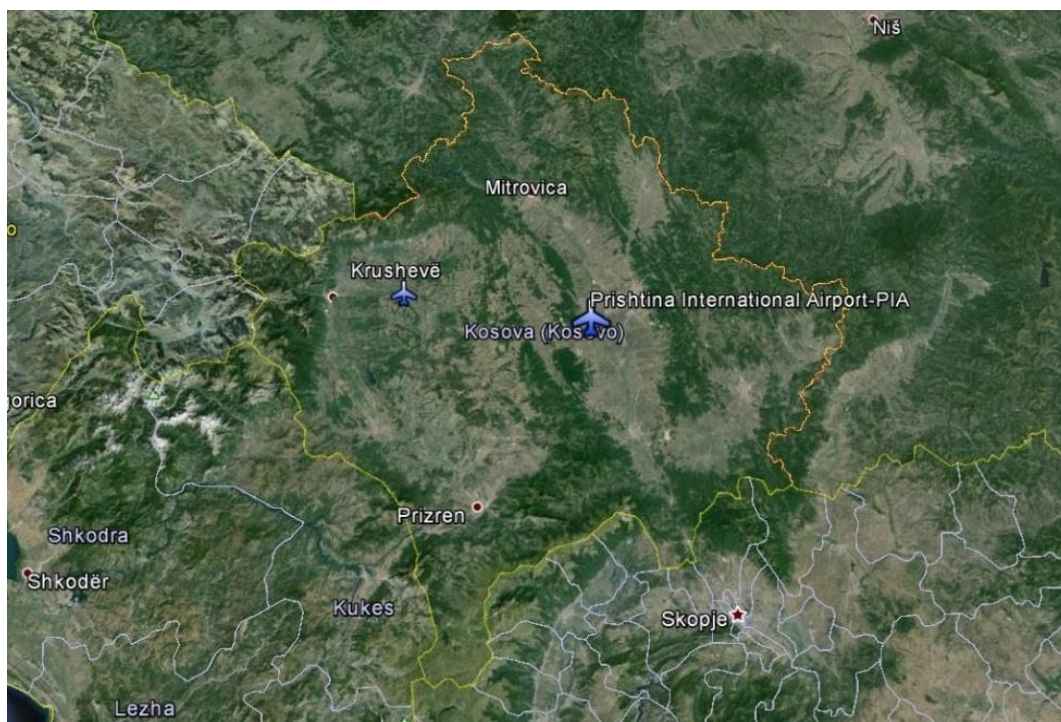 Niš
Mitrovica
Krushevë
Prishtina International Airport-PIA
Kosova (Kosovo)
gorica
Prizren
Shkodra
Shkodër
Kukes
Skopje
Lezha